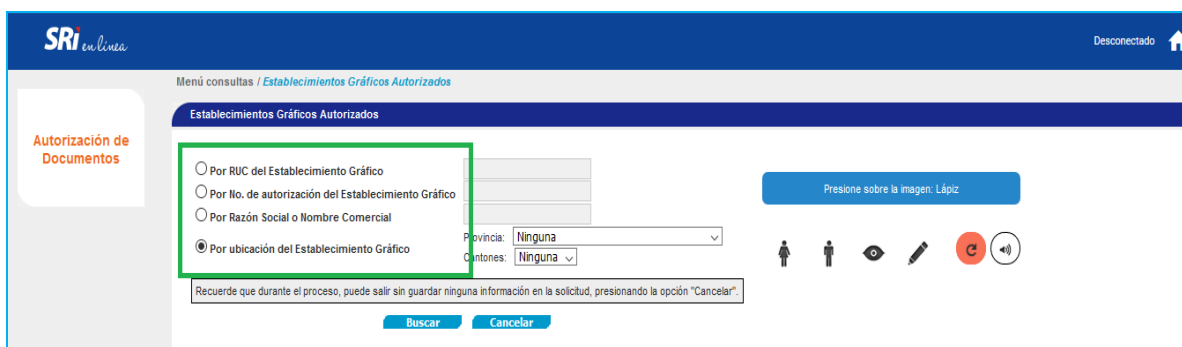 SRi en línea
Desconectado
Menú consultas / Establecimientos Gráficos Autorizados
Establecimientos Gráficos Autorizados
Autorización de
Documentos
Por RUC del Establecimiento Gráfico
Por No. de autorización del Establecimiento Gráfico
Por Razón Social o Nombre Comercial
Por ubicación del Establecimiento Gráfico
Provincia: Ninguna
Cantones: Ninguna
Presione sobre la imagen: Lápiz
Recuerde que durante el proceso, puede salir sin guardar ninguna información en la solicitud, presionando la opción "Cancelar".
Buscar Cancelar